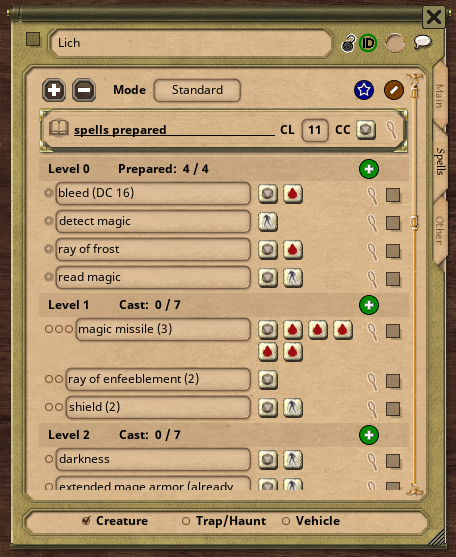 Lich
ID
Mode Standard
spells prepared CL 11 CC
Level 0 Prepared: 4 / 4
bleed (DC 16)
detect magic
ray of frost
read magic
Level 1 Cast: 0 / 7
magic missile (3)
ray of enfeeblement (2)
shield (2)
Level 2 Cast: 0 / 7
darkness
extended mage armor (already
Creature Trap/Haunt Vehicle
Main
Spells
Other